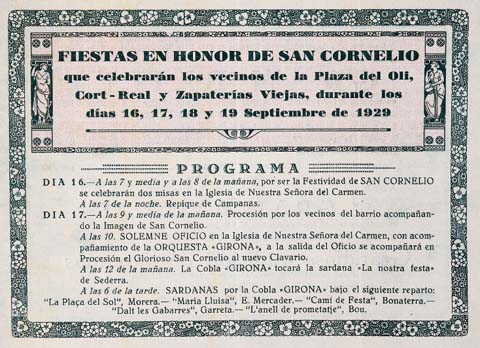 FIESTAS EN HONOR DE SAN CORNELIO
que celebrarán los vecinos de la Plaza del Oli,
Cort-Real y Zapaterías Viejas, durante los
días 16, 17, 18 y 19 Septiembre de 1929
PROGRAMA
DIA 16.—A las 7 y media y a las 8 de la mañana, por ser la Festividad de SAN CORNELIO
se celebrarán dos misas en la Iglesia de Nuestra Señora del Carmen.
A las 7 de la noche. Repique de Campanas.
DIA 17.—A las 9 y media de la mañana. Procesión por los vecinos del barrio acompañan-
do la Imagen de San Cornelio.
A las 10. SOLEMNE OFICIO en la Iglesia de Nuestra Señora del Carmen, con acom-
pañamiento de la ORQUESTA «GIRONA», a la salida del Oficio se acompañará en
Procesión el Glorioso San Cornelio al nuevo Clavario.
A las 12 de la mañana. La Cobla «GIRONA» tocará la sardana «La nostra festa»
de Sederra.
A las 6 de la tarde. SARDANAS por la Cobla «GIRONA» bajo el siguiente reparto:
"La Plaça del Sol", Morera.— "Maria Lluisa", E. Mercader.— "Camí de Festa", Bonaterra.—
"Dalt les Gabarres", Garreta.— "L'anell de prometatje", Bou.